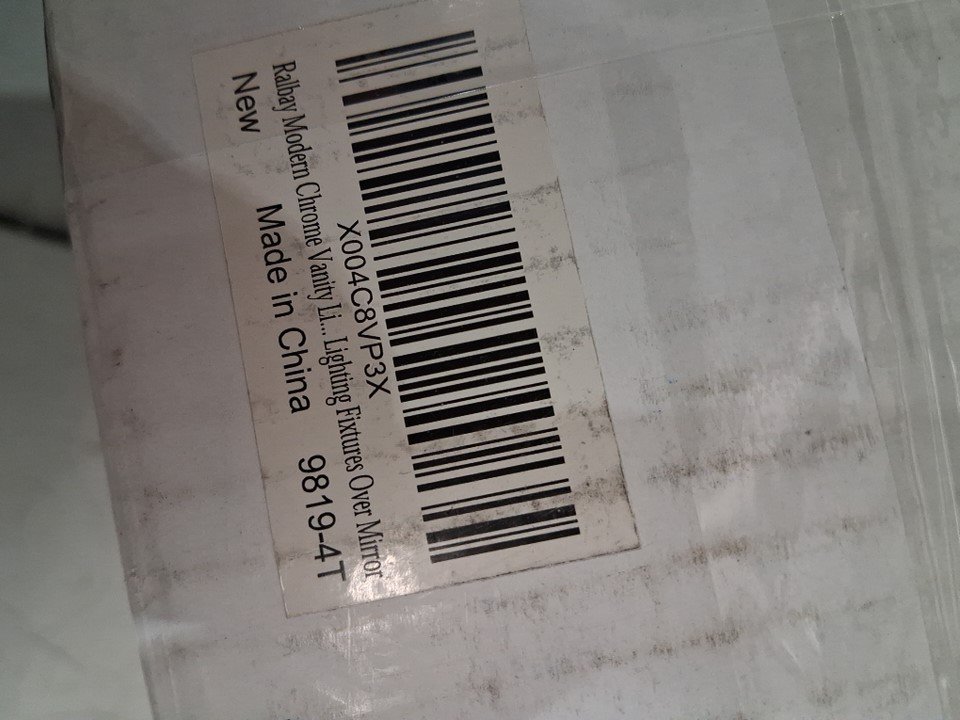 X004C8VP3X
Ralbay Modern Chrome Vanity Li... Lighting Fixtures Over Mirror
New Made in China 9819-4T